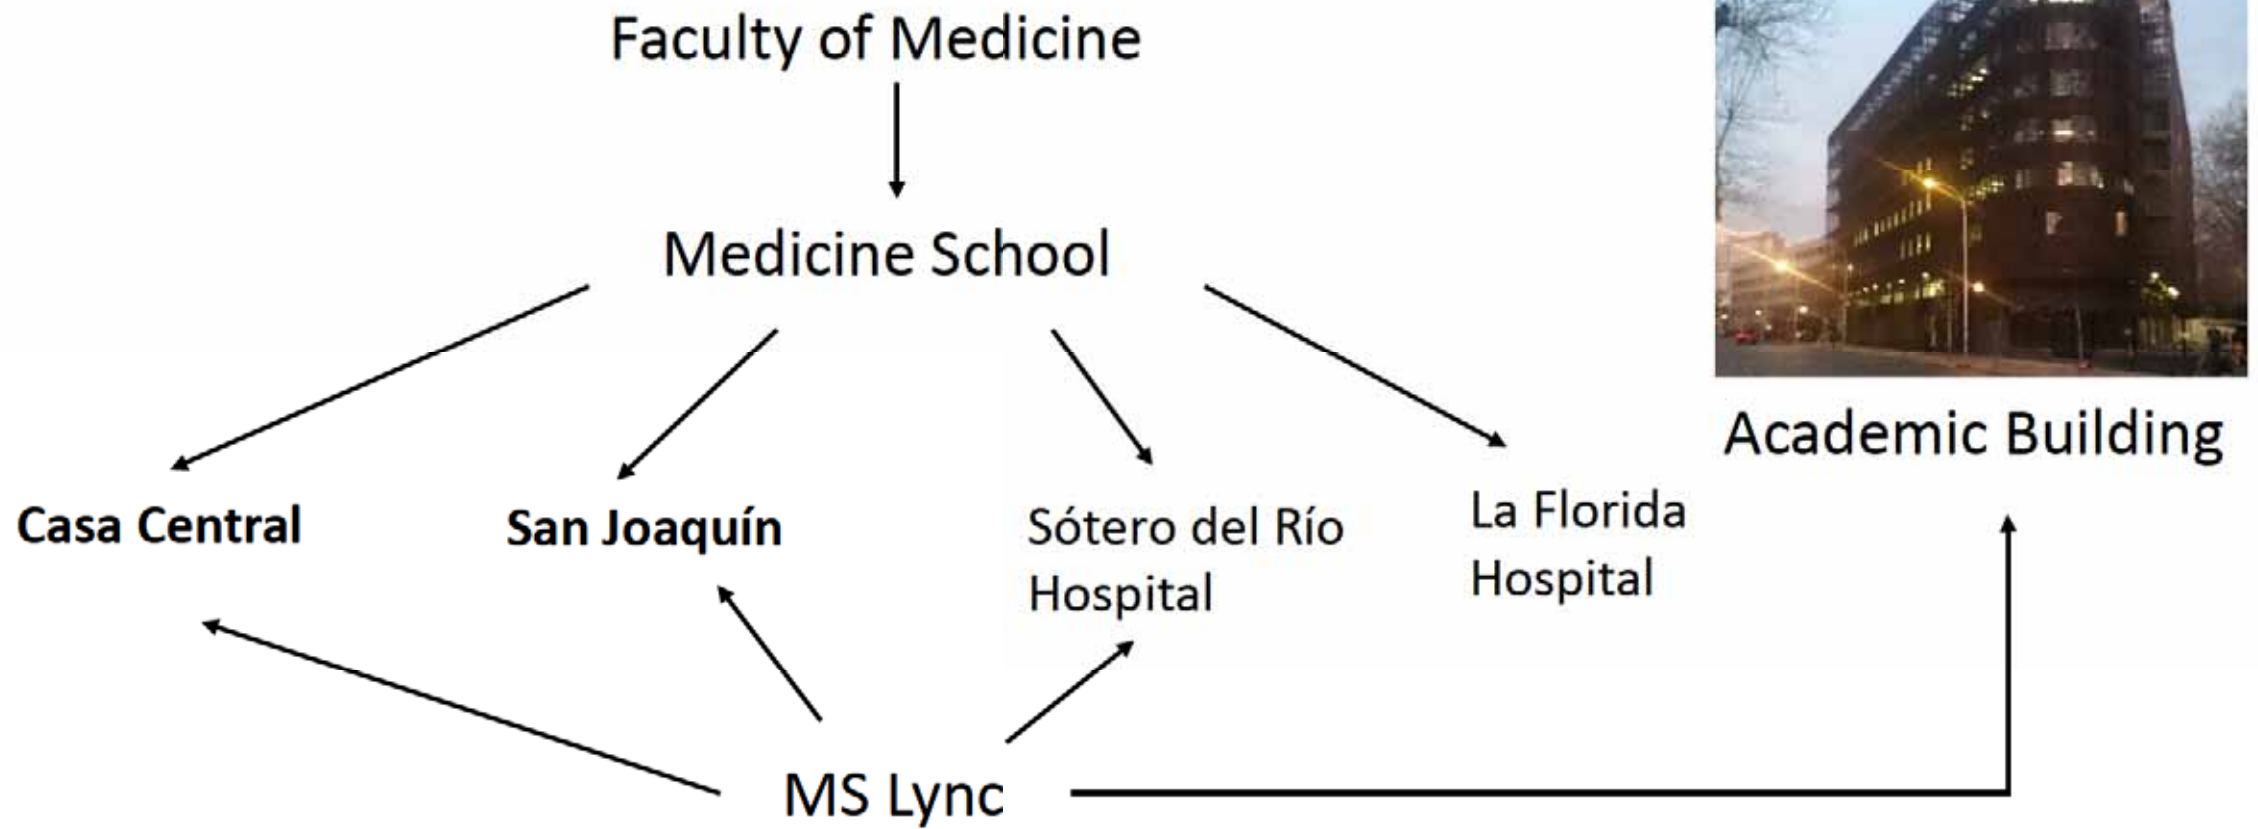 Faculty of Medicine
Medicine School
Academic Building
Casa Central
San Joaquín
Sótero del Río
Hospital
La Florida
Hospital
MS Lync